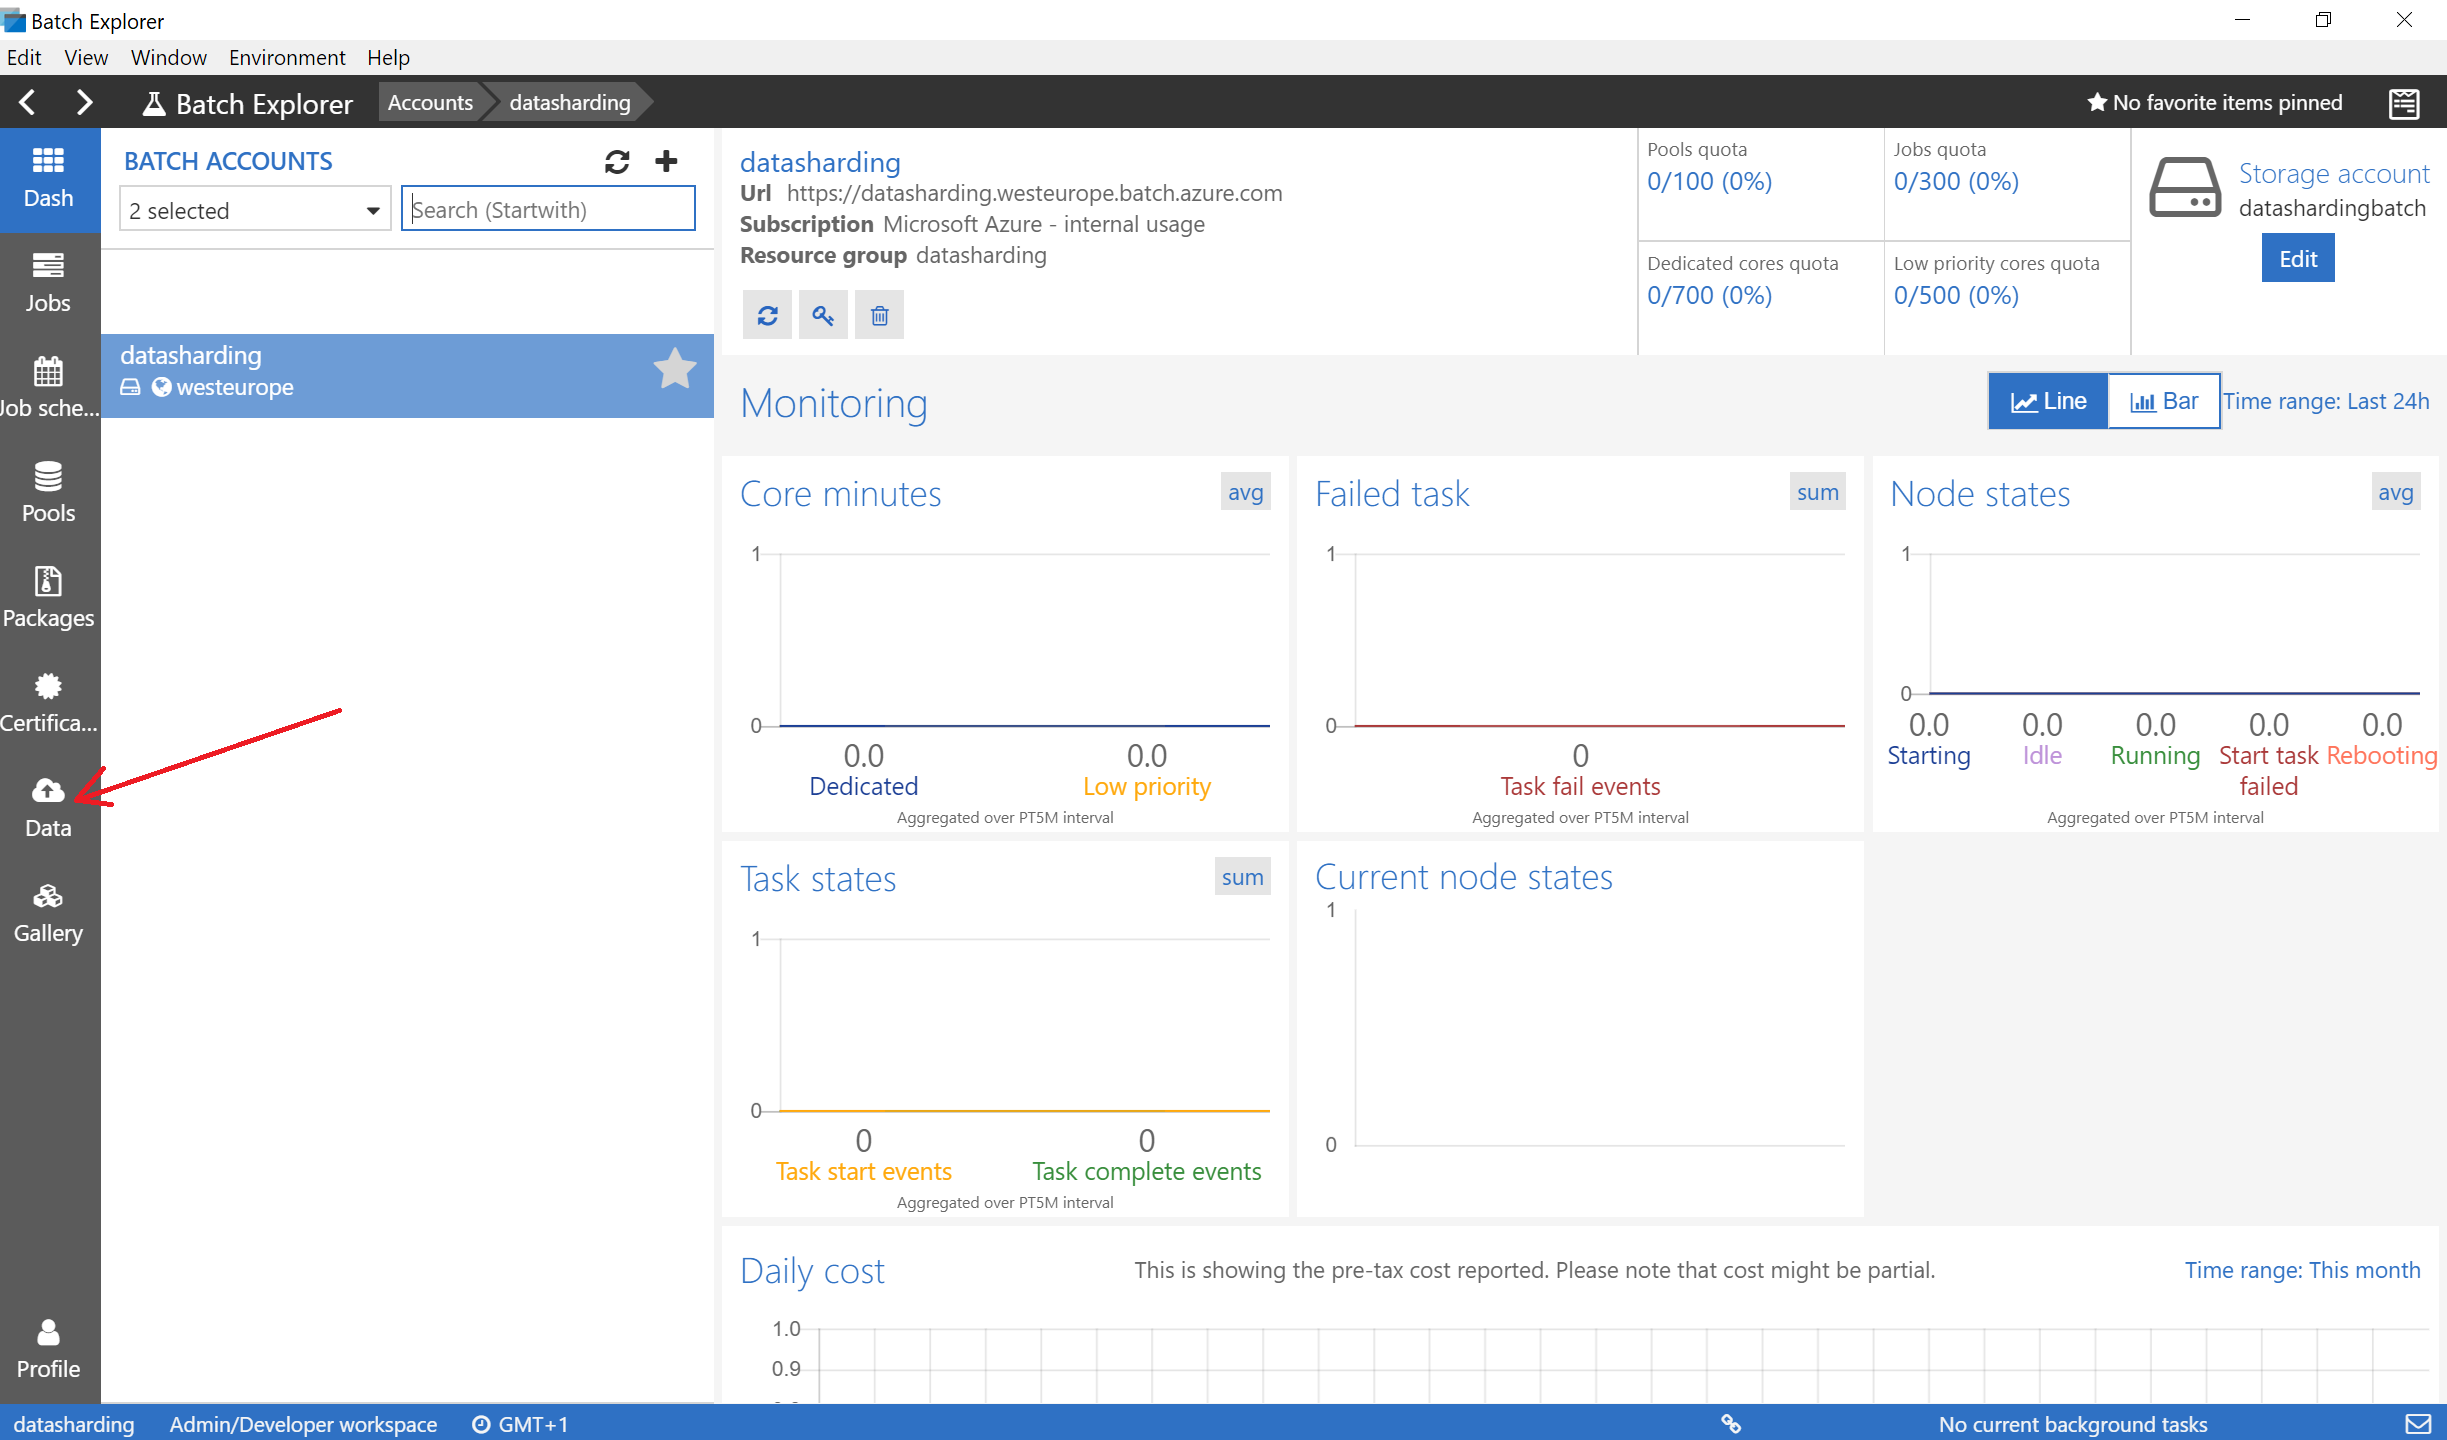 Batch Explorer
Edit View Window Environment Help
Batch Explorer Accounts datasharding No favorite items pinned
Dash
Jobs
Job sche...
Pools
Packages
Certifica...
Data
Gallery
Profile
BATCH ACCOUNTS
2 selected Search (Startwith)
datasharding
westeurope
datasharding
Url https://datasharding.westeurope.batch.azure.com
Subscription Microsoft Azure - internal usage
Resource group datasharding
Pools quota
0/100 (0%)
Jobs quota
0/300 (0%)
Dedicated cores quota
0/700 (0%)
Low priority cores quota
0/500 (0%)
Storage account
datashardingbatch
Edit
Monitoring
Line Bar Time range: Last 24h
Core minutes avg
1
0
0.0 0.0
Dedicated Low priority
Aggregated over PT5M interval
Failed task sum
1
0
0
Task fail events
Aggregated over PT5M interval
Node states avg
1
0
0.0 0.0 0.0 0.0 0.0
Starting Idle Running Start task Rebooting
failed
Aggregated over PT5M interval
Task states sum
1
0
0 0
Task start events Task complete events
Aggregated over PT5M interval
Current node states
1
0
Daily cost This is showing the pre-tax cost reported. Please note that cost might be partial. Time range: This month
1.0
0.9
datasharding Admin/Developer workspace GMT+1 No current background tasks